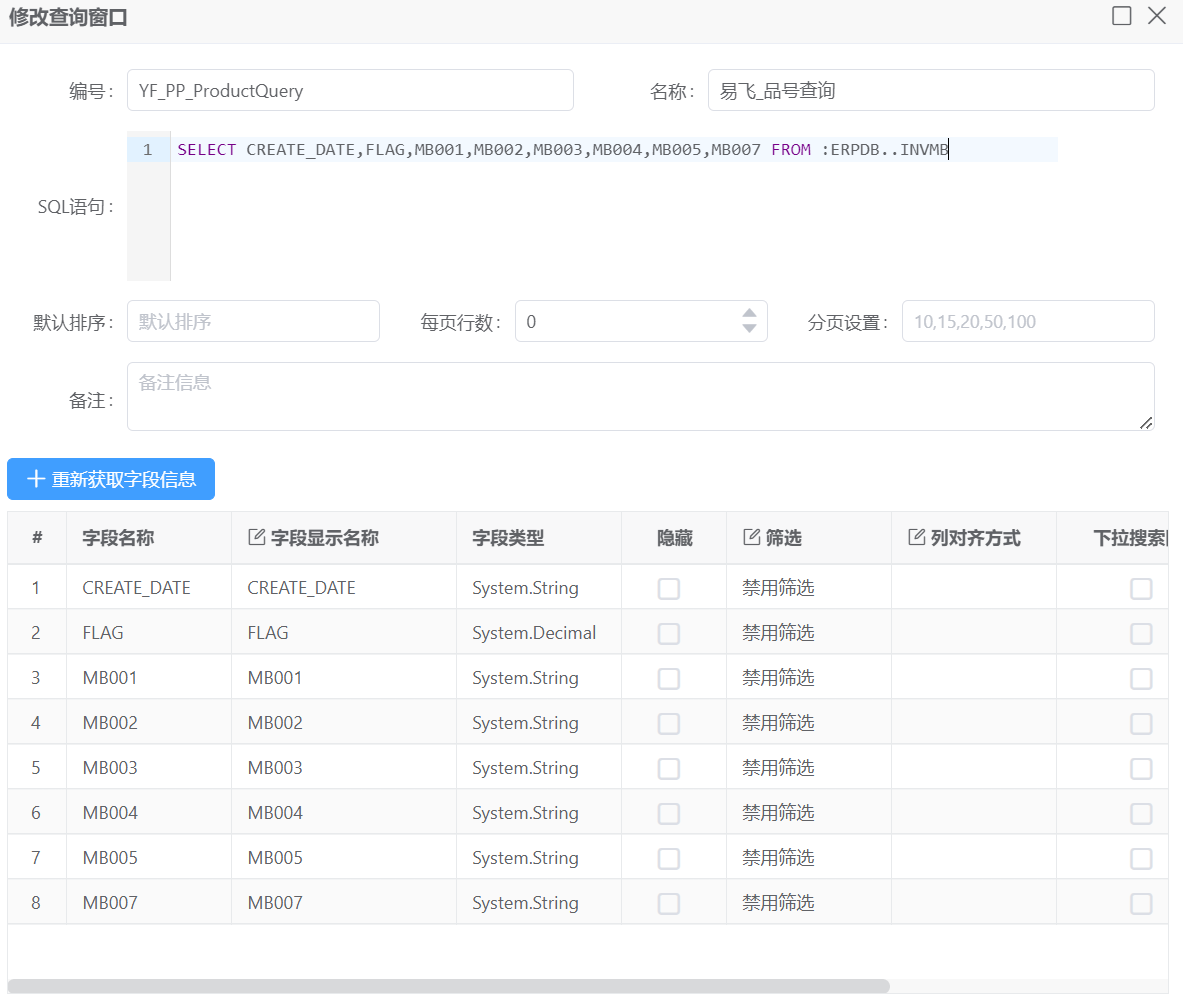 修改查询窗口
编号： YF_PP_ProductQuery 名称： 易飞_品号查询
1 SELECT CREATE_DATE,FLAG,MB001,MB002,MB003,MB004,MB005,MB007 FROM :ERPDB..INVMB
SQL语句：
默认排序： 默认排序 每页行数： 0 分页设置： 10,15,20,50,100
备注： 备注信息
重新获取字段信息
# 字段名称 字段显示名称 字段类型 隐藏 筛选 列对齐方式 下拉搜索
1 CREATE_DATE CREATE_DATE System.String 禁用筛选
2 FLAG FLAG System.Decimal 禁用筛选
3 MB001 MB001 System.String 禁用筛选
4 MB002 MB002 System.String 禁用筛选
5 MB003 MB003 System.String 禁用筛选
6 MB004 MB004 System.String 禁用筛选
7 MB005 MB005 System.String 禁用筛选
8 MB007 MB007 System.String 禁用筛选